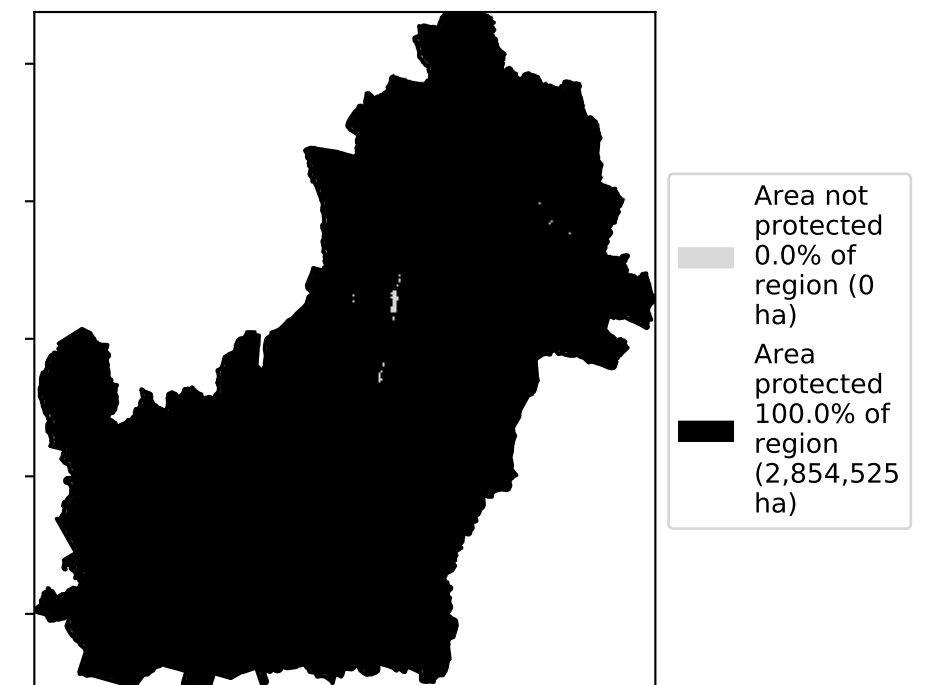 Area not
protected
0.0% of
region (0
ha)
Area
protected
100.0% of
region
(2,854,525
ha)